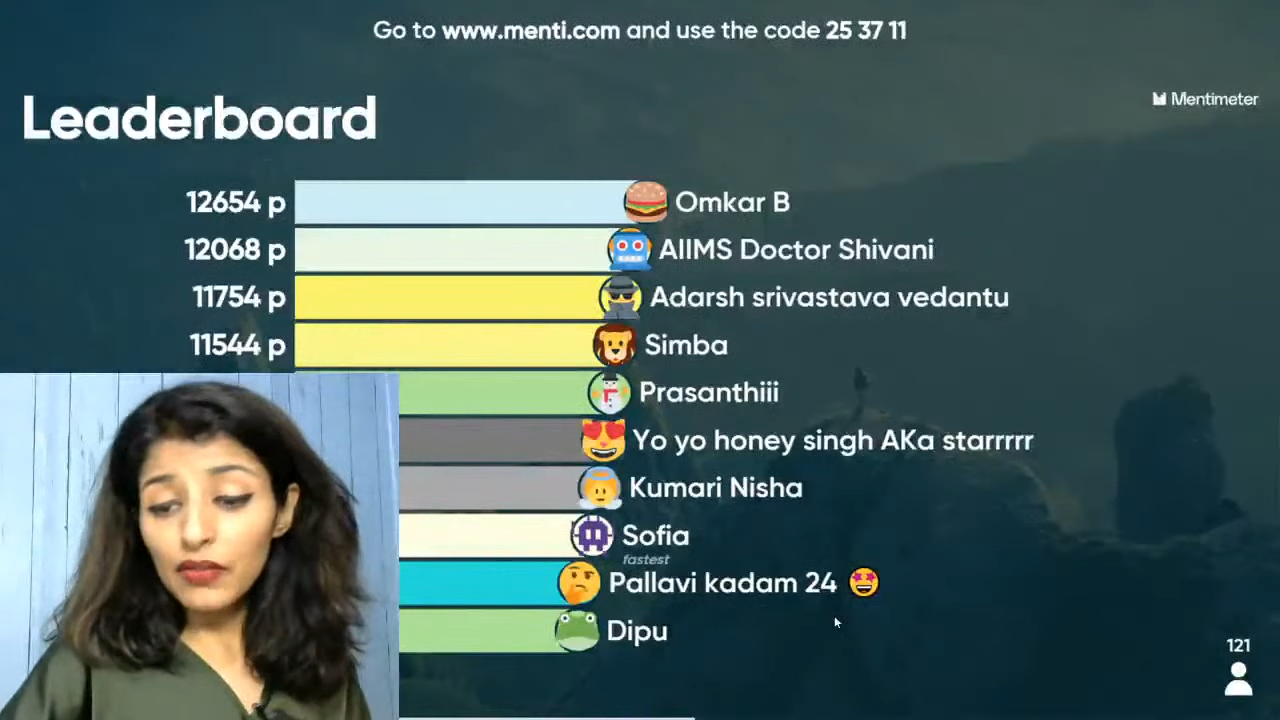 Go to www.menti.com and use the code 25 37 11
Leaderboard
Mentimeter
12654 p Omkar B
12068 p AIIMS Doctor Shivani
11754 p Adarsh srivastava vedantu
11544 p Simba
Prasanthiii
Yo yo honey singh AKa starrrrr
Kumari Nisha
Sofia
fastest
Pallavi kadam 24
Dipu
121